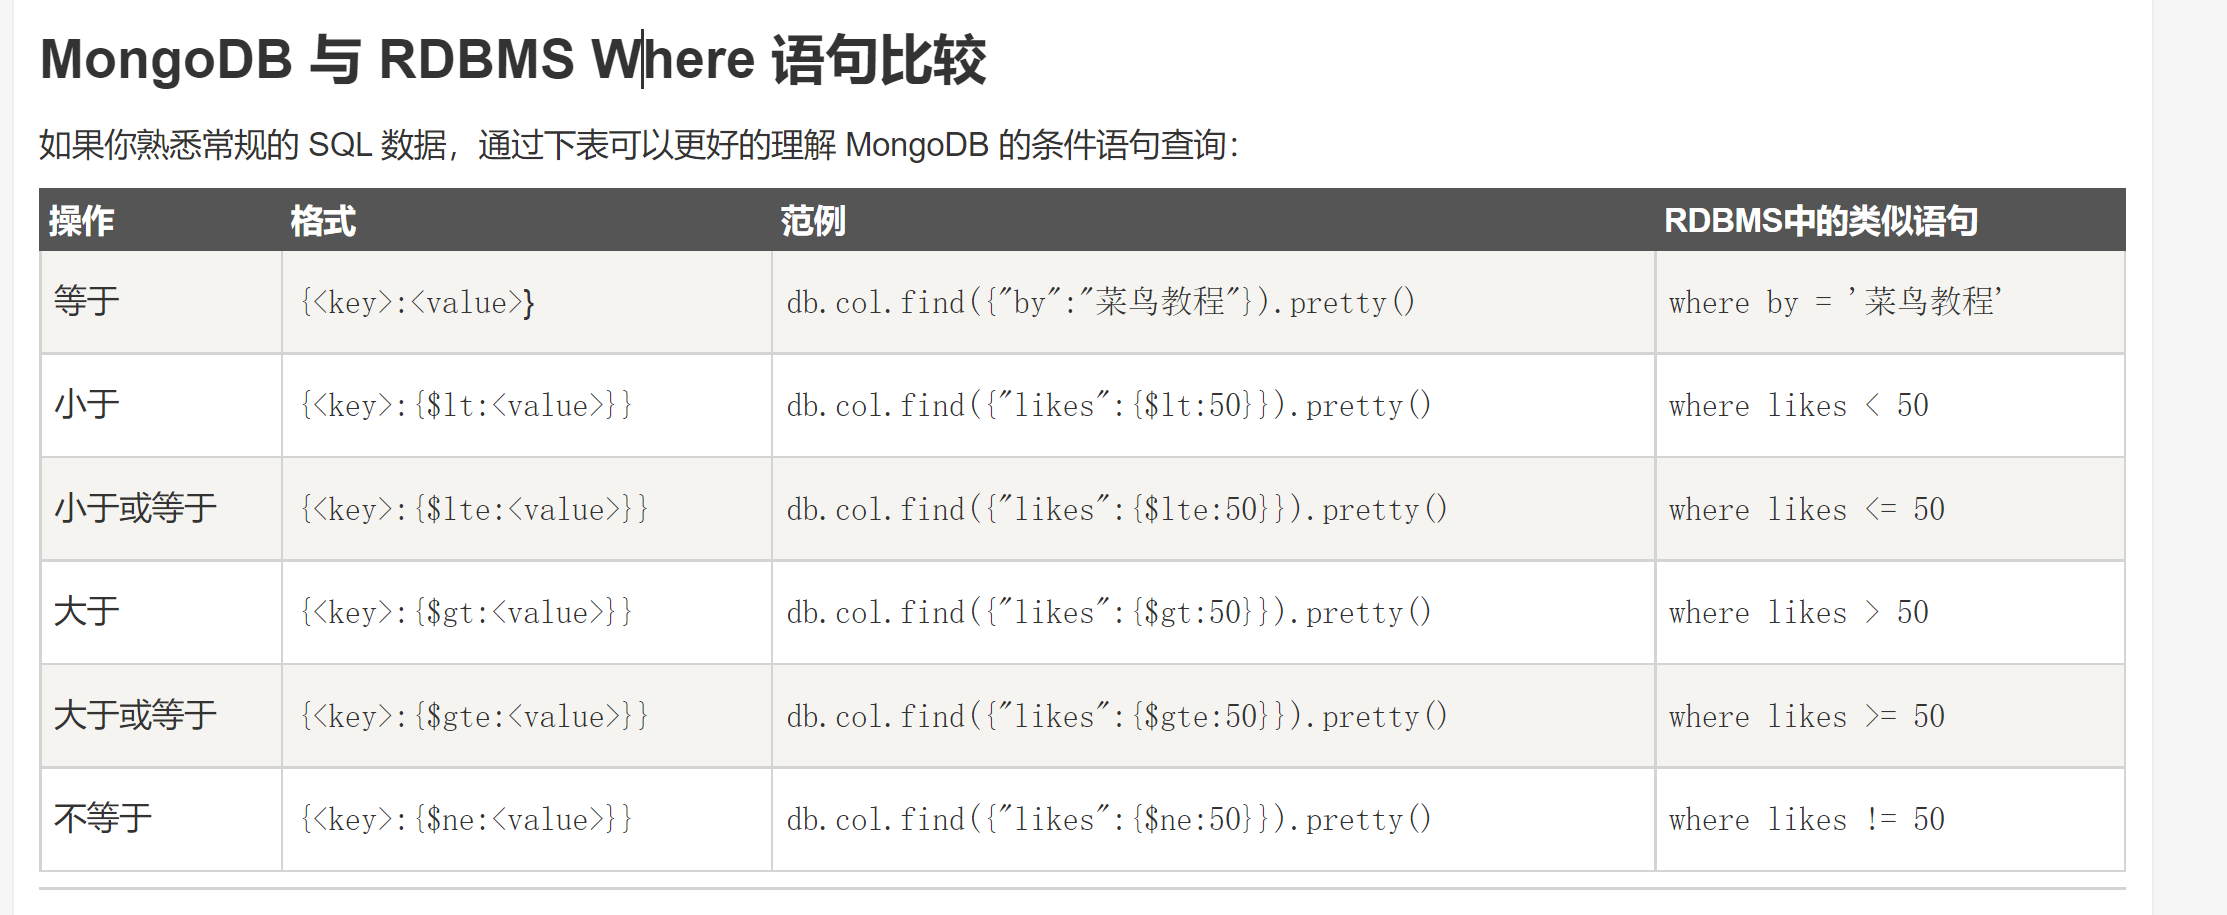 MongoDB 与 RDBMS Where 语句比较
如果你熟悉常规的 SQL 数据，通过下表可以更好的理解 MongoDB 的条件语句查询：
操作 格式 范例 RDBMS中的类似语句
等于 {<key>:<value>} db.col.find({"by":"菜鸟教程"}).pretty() where by = '菜鸟教程'
小于 {<key>:{$lt:<value>}} db.col.find({"likes":{$lt:50}}).pretty() where likes < 50
小于或等于 {<key>:{$lte:<value>}} db.col.find({"likes":{$lte:50}}).pretty() where likes <= 50
大于 {<key>:{$gt:<value>}} db.col.find({"likes":{$gt:50}}).pretty() where likes > 50
大于或等于 {<key>:{$gte:<value>}} db.col.find({"likes":{$gte:50}}).pretty() where likes >= 50
不等于 {<key>:{$ne:<value>}} db.col.find({"likes":{$ne:50}}).pretty() where likes != 50